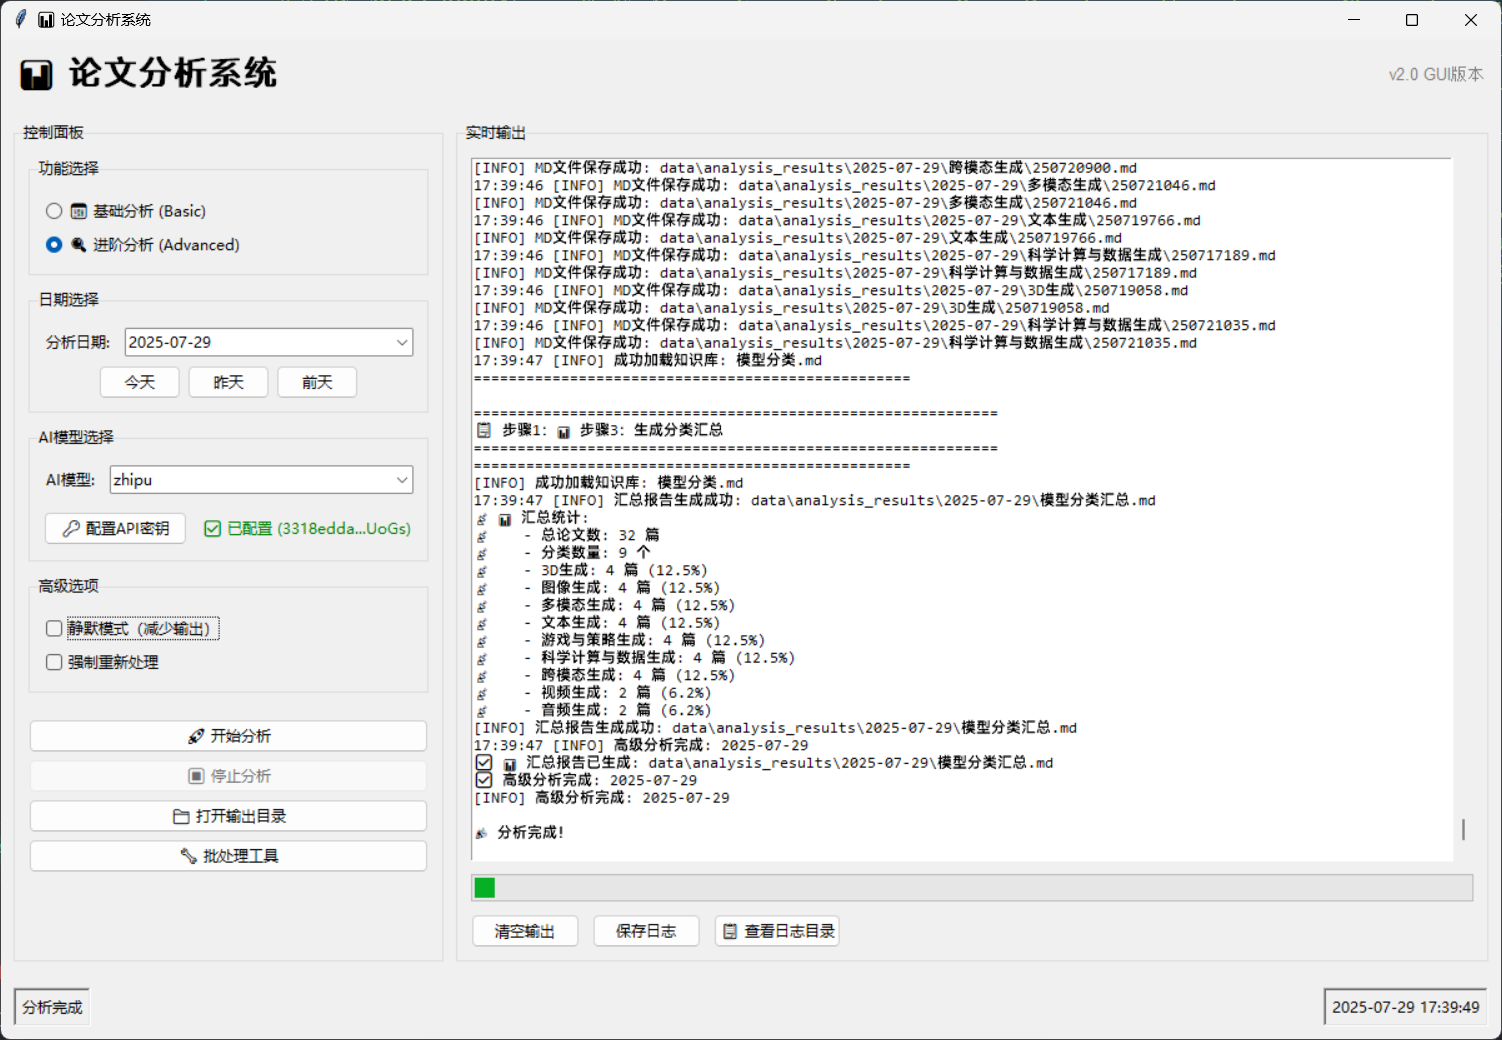 论文分析系统
论文分析系统
v2.0 GUI版本
控制面板
功能选择
基础分析 (Basic)
进阶分析 (Advanced)
日期选择
分析日期: 2025-07-29
今天 昨天 前天
AI模型选择
AI模型: zhipu
配置API密钥 已配置 (3318edda...UoGs)
高级选项
静默模式（减少输出）
强制重新处理
开始分析
停止分析
打开输出目录
批处理工具
实时输出
[INFO] MD文件保存成功: data\analysis_results\2025-07-29\跨模态生成\250720900.md
17:39:46 [INFO] MD文件保存成功: data\analysis_results\2025-07-29\多模态生成\250721046.md
[INFO] MD文件保存成功: data\analysis_results\2025-07-29\多模态生成\250721046.md
17:39:46 [INFO] MD文件保存成功: data\analysis_results\2025-07-29\文本生成\250719766.md
[INFO] MD文件保存成功: data\analysis_results\2025-07-29\文本生成\250719766.md
17:39:46 [INFO] MD文件保存成功: data\analysis_results\2025-07-29\科学计算与数据生成\250717189.md
[INFO] MD文件保存成功: data\analysis_results\2025-07-29\科学计算与数据生成\250717189.md
17:39:46 [INFO] MD文件保存成功: data\analysis_results\2025-07-29\3D生成\250719058.md
[INFO] MD文件保存成功: data\analysis_results\2025-07-29\3D生成\250719058.md
17:39:46 [INFO] MD文件保存成功: data\analysis_results\2025-07-29\科学计算与数据生成\250721035.md
[INFO] MD文件保存成功: data\analysis_results\2025-07-29\科学计算与数据生成\250721035.md
17:39:47 [INFO] 成功加载知识库: 模型分类.md
==================================================
============================================================
步骤1: 步骤3: 生成分类汇总
============================================================
==================================================
[INFO] 成功加载知识库: 模型分类.md
17:39:47 [INFO] 汇总报告生成成功: data\analysis_results\2025-07-29\模型分类汇总.md
汇总统计:
- 总论文数: 32 篇
- 分类数量: 9 个
- 3D生成: 4 篇 (12.5%)
- 图像生成: 4 篇 (12.5%)
- 多模态生成: 4 篇 (12.5%)
- 文本生成: 4 篇 (12.5%)
- 游戏与策略生成: 4 篇 (12.5%)
- 科学计算与数据生成: 4 篇 (12.5%)
- 跨模态生成: 4 篇 (12.5%)
- 视频生成: 2 篇 (6.2%)
- 音频生成: 2 篇 (6.2%)
[INFO] 汇总报告生成成功: data\analysis_results\2025-07-29\模型分类汇总.md
17:39:47 [INFO] 高级分析完成: 2025-07-29
汇总报告已生成: data\analysis_results\2025-07-29\模型分类汇总.md
高级分析完成: 2025-07-29
[INFO] 高级分析完成: 2025-07-29
分析完成!
清空输出 保存日志 查看日志目录
分析完成
2025-07-29 17:39:49